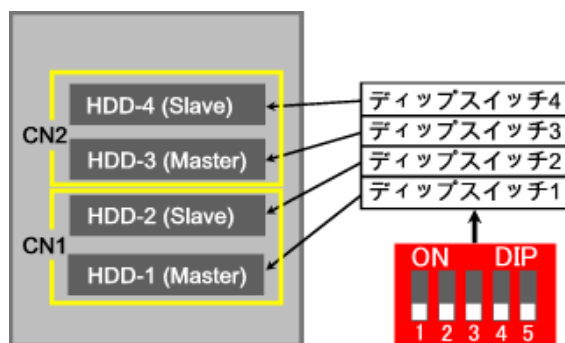 HDD-4 (Slave)
CN2
HDD-3 (Master)
HDD-2 (Slave)
CN1
HDD-1 (Master)
ディップスイッチ4
ディップスイッチ3
ディップスイッチ2
ディップスイッチ1
ON DIP
1 2 3 4 5